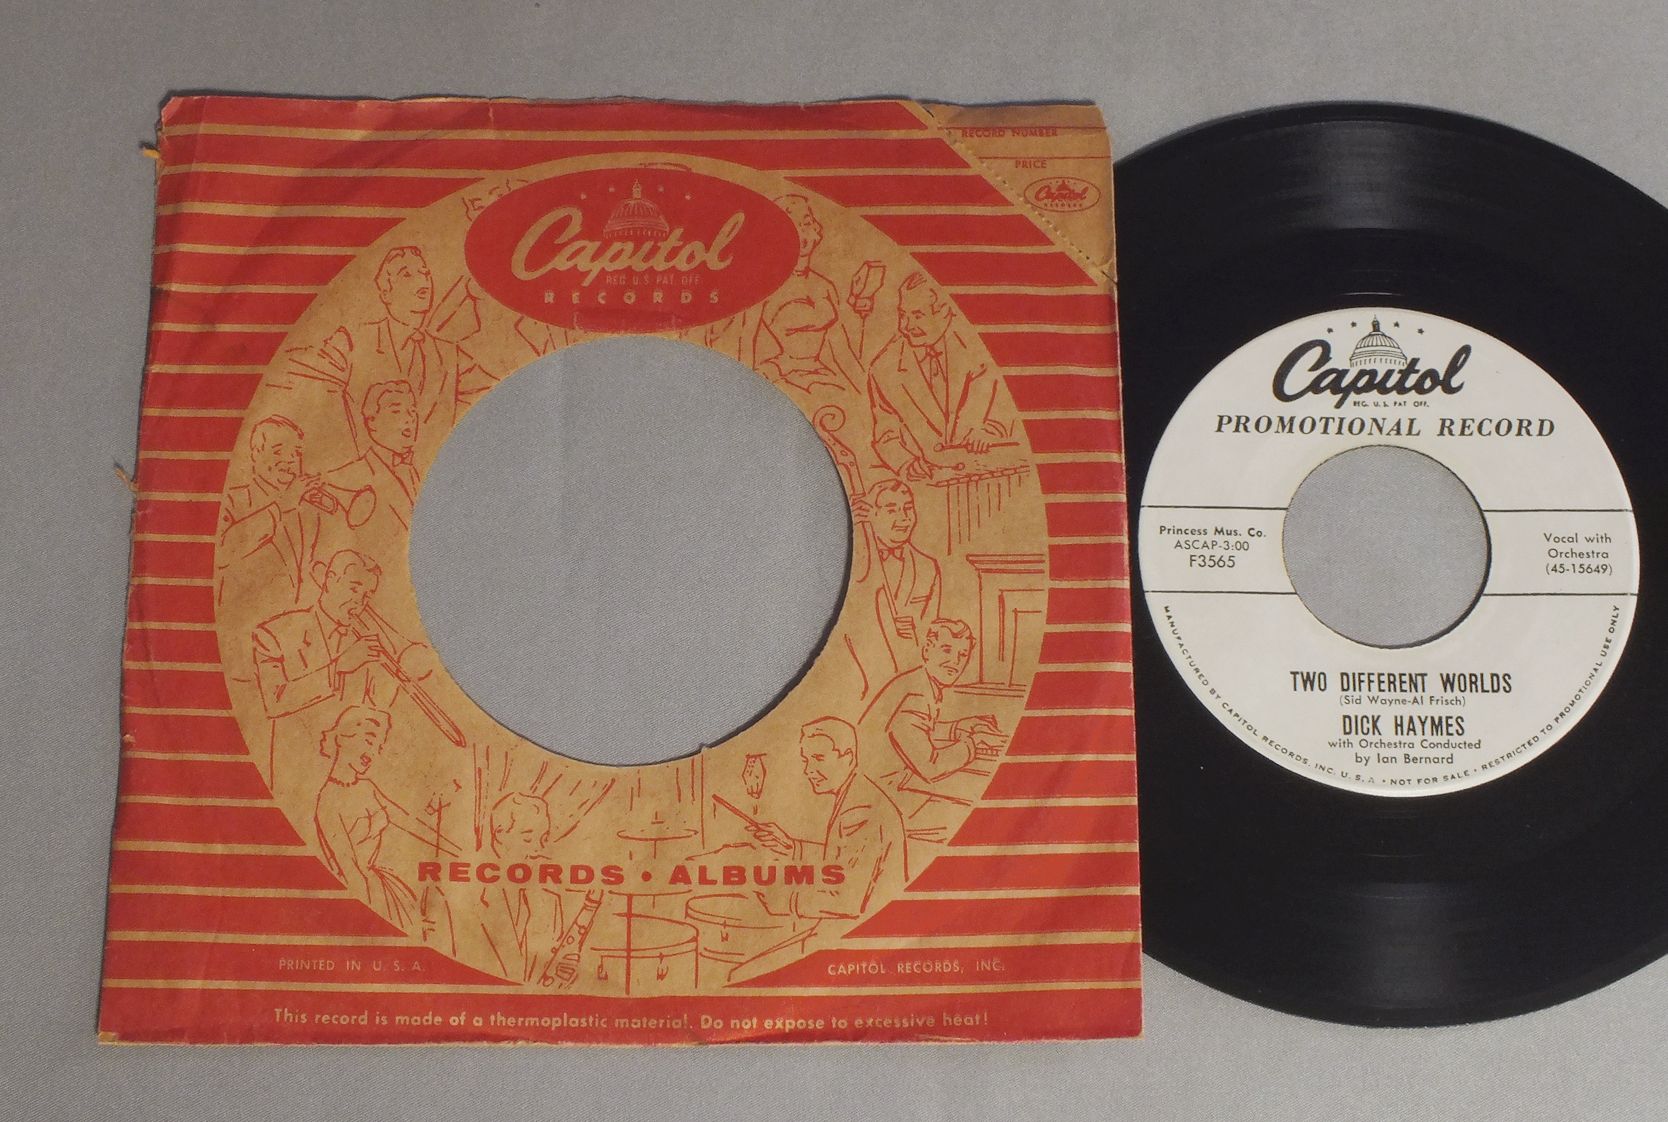 RECORD NUMBER
PRICE
Capitol
RECORDS
Capitol
REG. U.S. PAT. OFF.
RECORDS
RECORDS • ALBUMS
PRINTED IN U. S. A.
CAPITOL RECORDS, INC.
This record is made of a thermoplastic material. Do not expose to excessive heat!
Capitol
REG. U.S. PAT. OFF.
PROMOTIONAL RECORD
Princess Mus. Co.
ASCAP-3:00
F3565
Vocal with
Orchestra
(45-15649)
TWO DIFFERENT WORLDS
(Sid Wayne-Al Frisch)
DICK HAYMES
with Orchestra Conducted
by Ian Bernard
MANUFACTURED BY CAPITOL RECORDS, INC. U. S. A. • NOT FOR SALE • RESTRICTED TO PROMOTIONAL USE ONLY